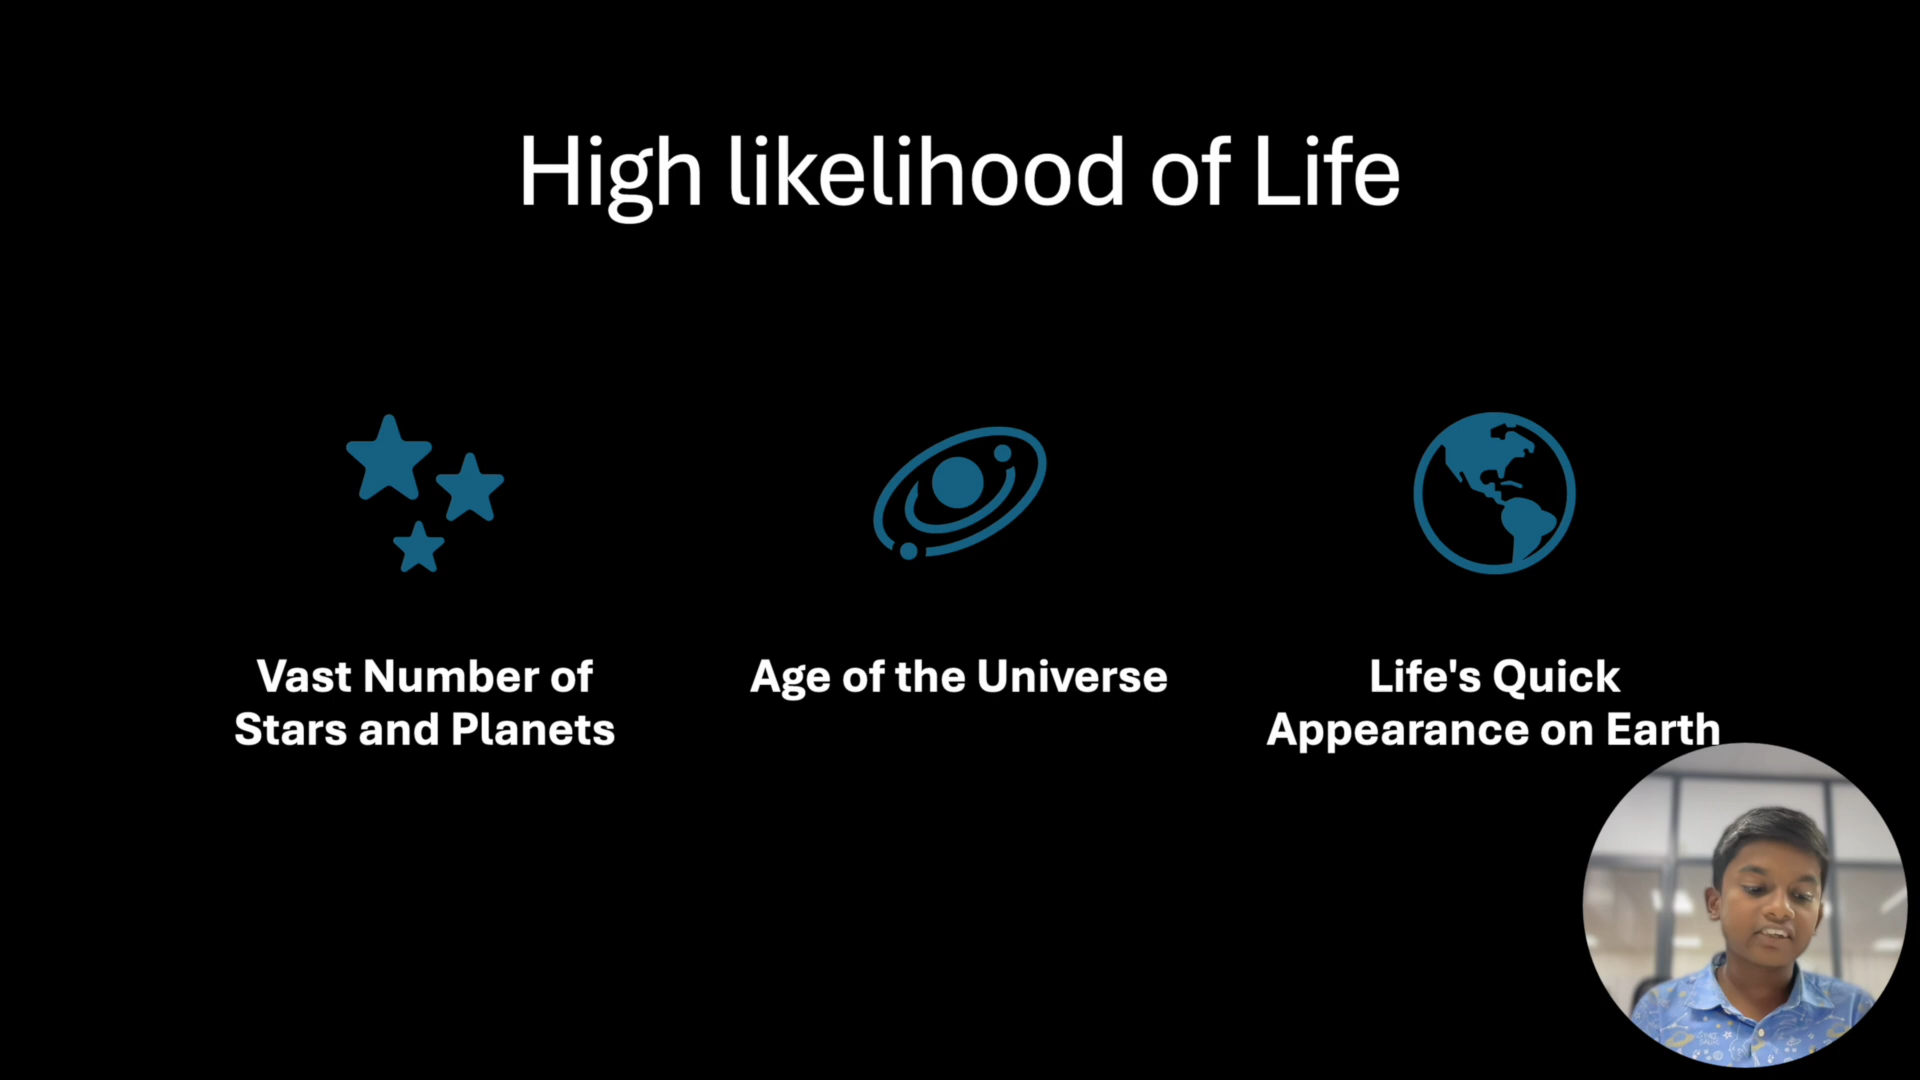 High likelihood of Life
Vast Number of
Stars and Planets
Age of the Universe
Life's Quick
Appearance on Earth